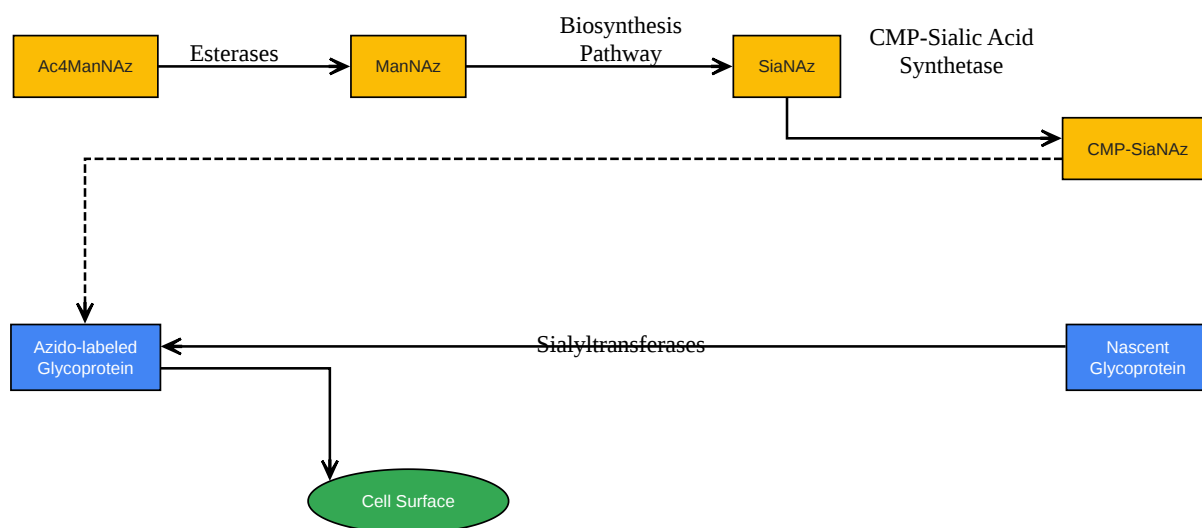 Ac4ManNAz
Esterases
ManNAz
Biosynthesis
Pathway
SiaNAz
CMP-Sialic Acid
Synthetase
CMP-SiaNAz
Azido-labeled
Glycoprotein
Sialyltransferases
Nascent
Glycoprotein
Cell Surface